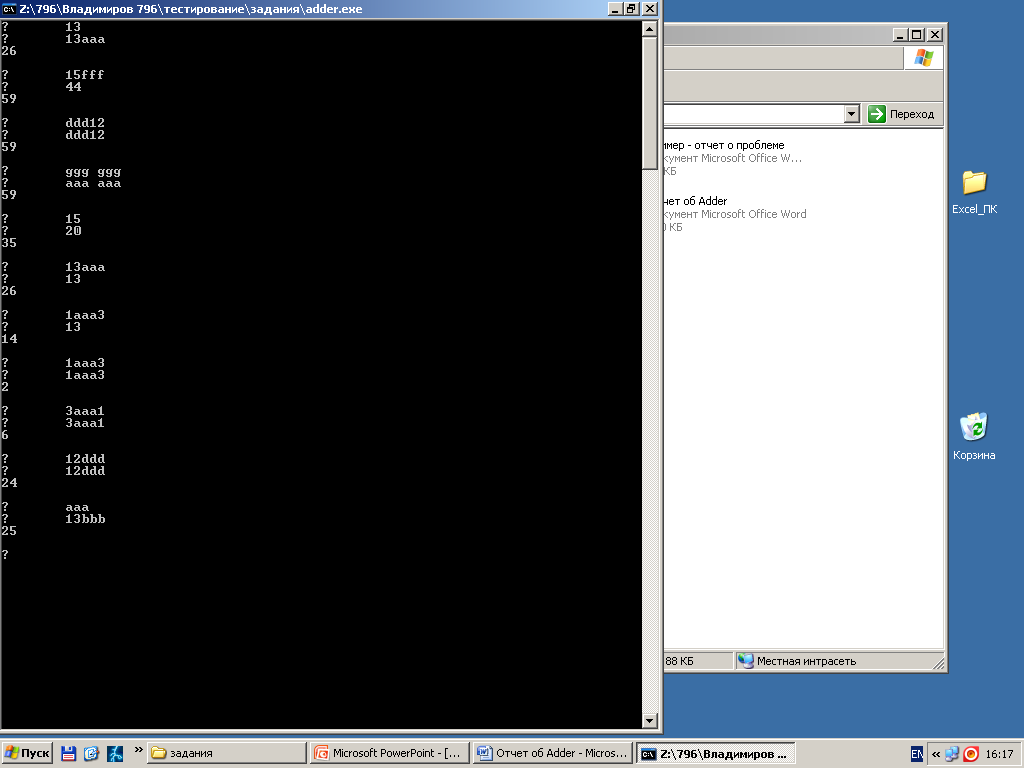 Z:\796\Владимиров 796\тестирование\задания\adder.exe
? 13
? 13aaa
26
? 15fff
? 44
59
? ddd12
? ddd12
59
? ggg ggg
? aaa aaa
59
? 15
? 20
35
? 13aaa
? 13
26
? 1aaa3
? 13
14
? 1aaa3
? 1aaa3
2
? 3aaa1
? 3aaa1
6
? 12ddd
? 12ddd
24
? aaa
? 13bbb
25
?
Переход
имер - отчет о проблеме
кумент Microsoft Office W...
КБ
чет об Adder
кумент Microsoft Office Word
КБ
88 КБ
Местная интрасеть
Excel_ПК
Корзина
Пуск
»
задания
Microsoft PowerPoint - [...
Отчет об Adder - Micros...
Z:\796\Владимиров ...
EN
«
16:17